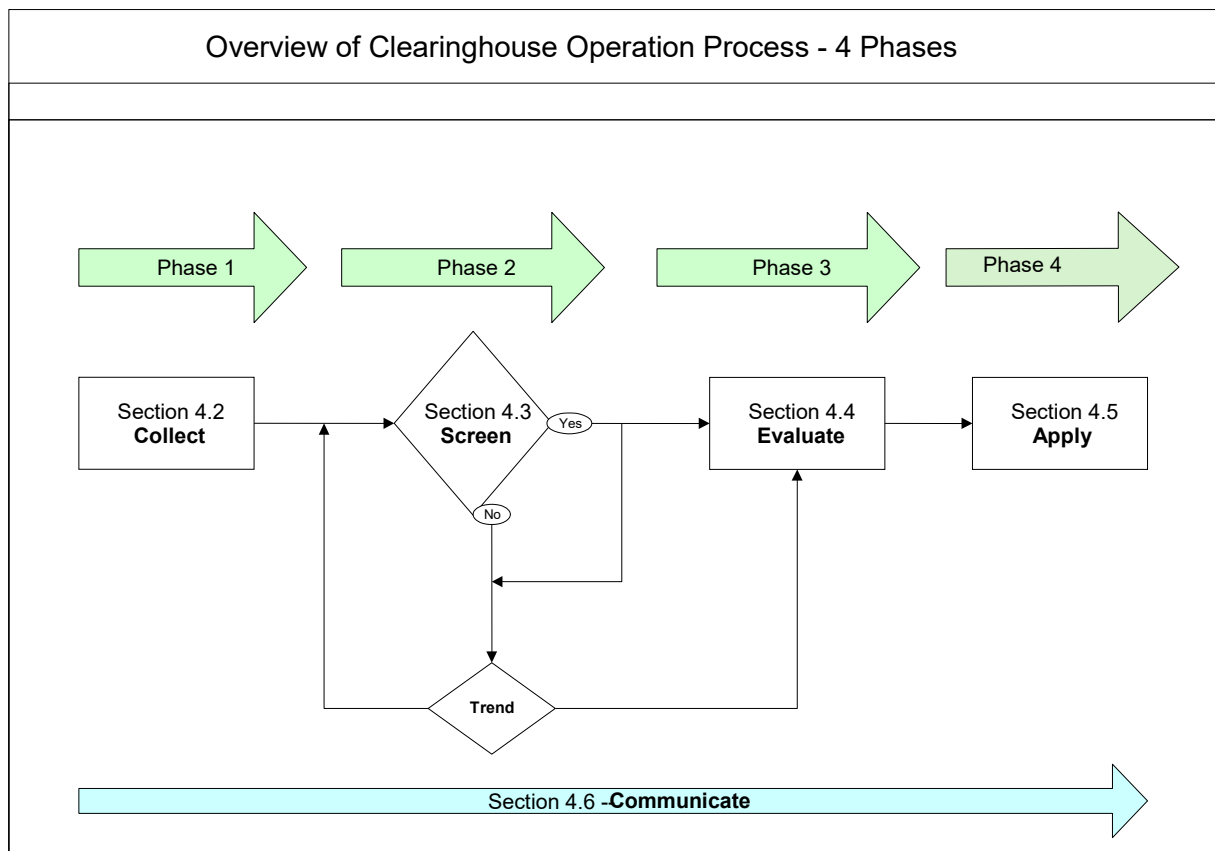 Overview of Clearinghouse Operation Process - 4 Phases
Phase 1
Phase 2
Phase 3
Phase 4
Section 4.2
Collect
Section 4.3
Screen
Yes
No
Section 4.4
Evaluate
Section 4.5
Apply
Trend
Section 4.6 -Communicate